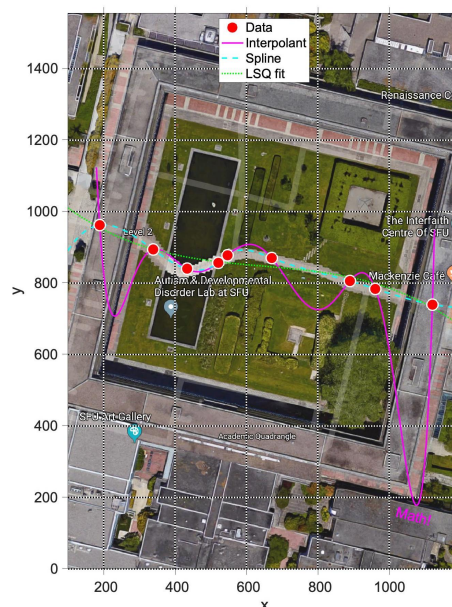 Data
Interpolant
Spline
LSQ fit
1400
1200
1000
800
600
400
200
0
y
Renaissance C
The Interfaith
Centre Of SFU
Level 2
Mackenzie Café
Autism & Developmental
Disorder Lab at SFU
SFU Art Gallery
Academic Quadrangle
200
400
600
800
1000
x